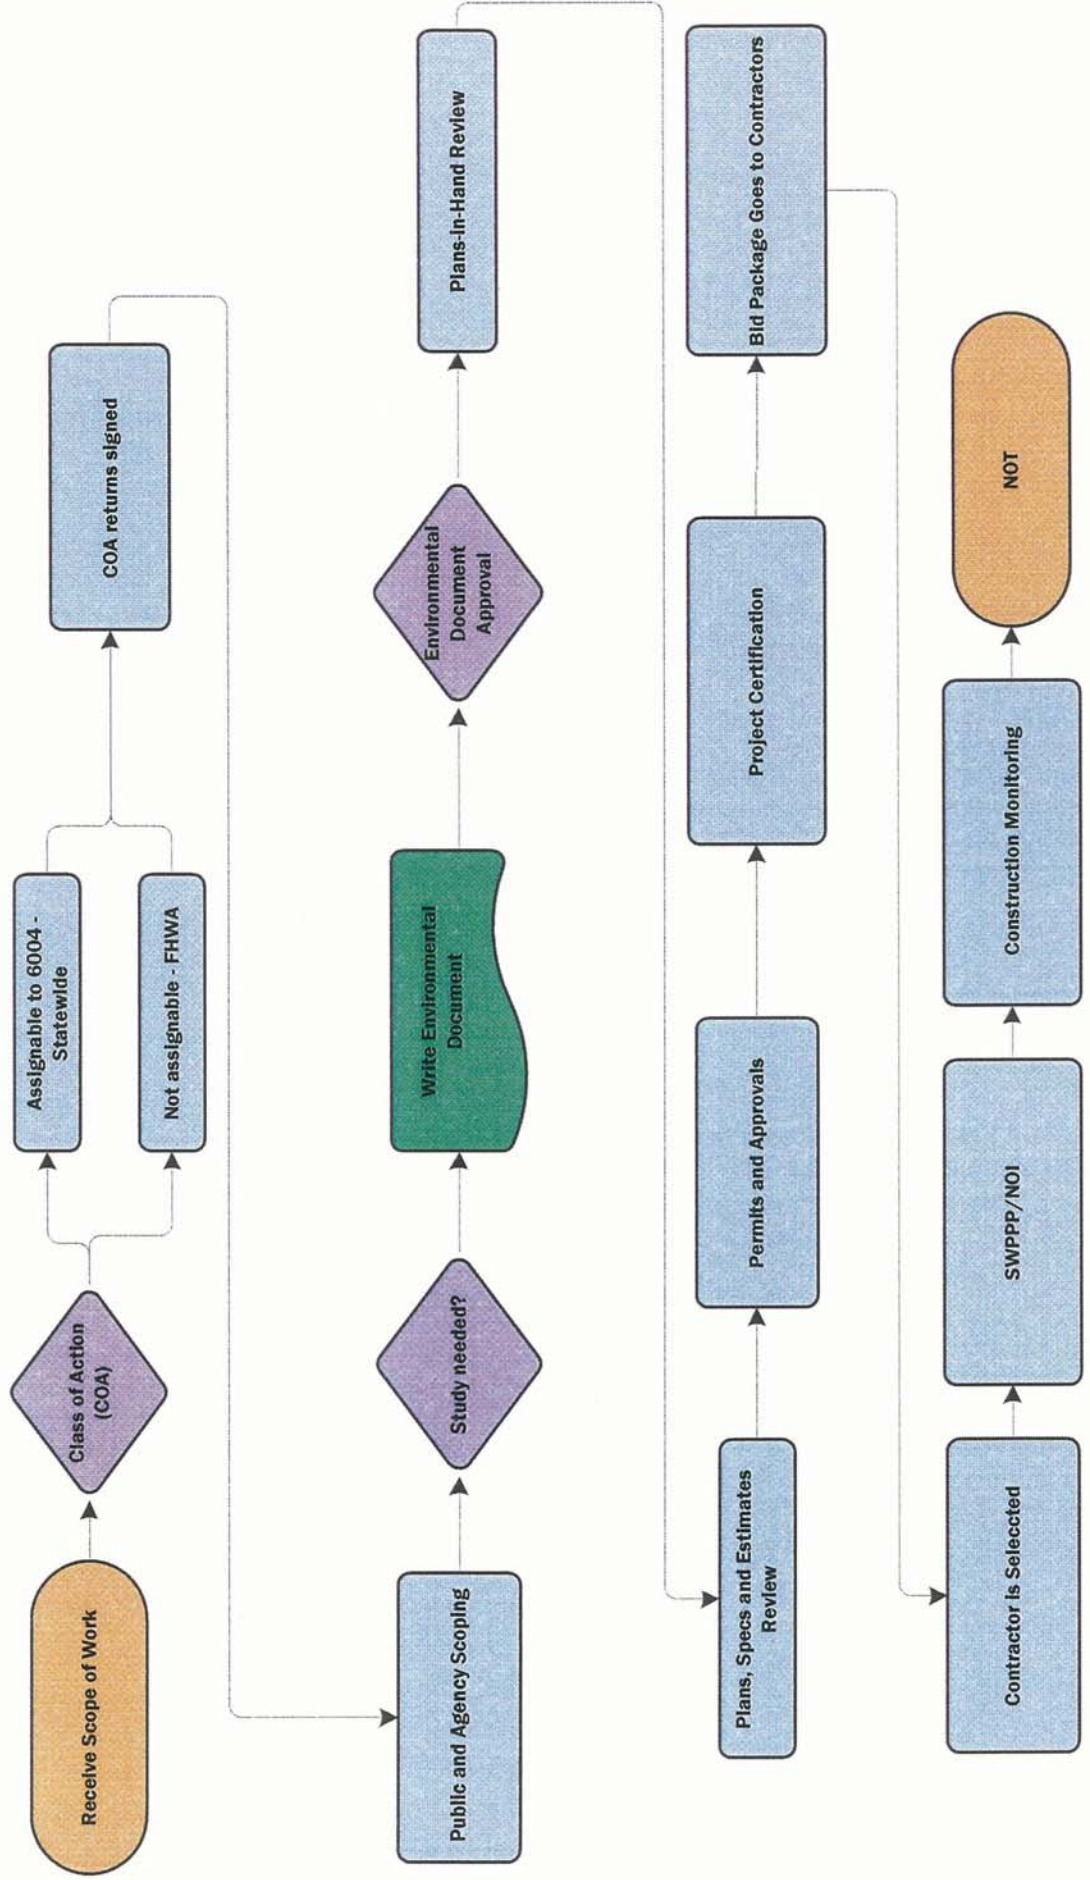 Receive Scope of Work
Class of Action
(COA)
Assignable to 6004 -
Statewide
Not assignable - FHWA
COA returns signed
Public and Agency Scoping
Study needed?
Write Environmental
Document
Environmental
Document
Approval
Plans-In-Hand Review
Plans, Specs and Estimates
Review
Permits and Approvals
Project Certification
Bid Package Goes to Contractors
Contractor Is Seleccted
SWPPP/NOI
Construction Monitoring
NOT